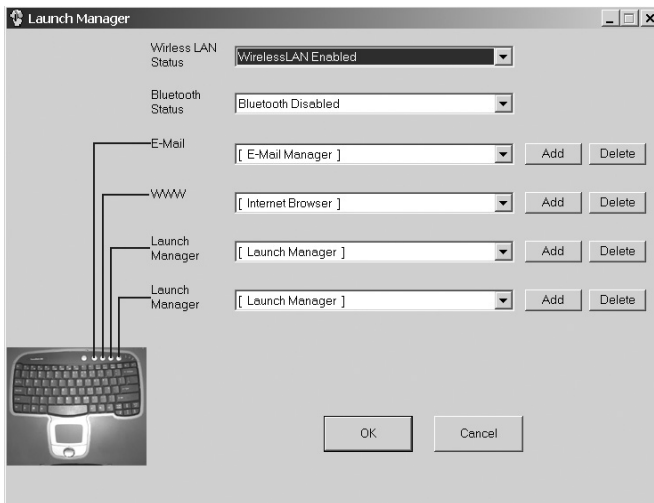 Launch Manager
Wirless LAN
Status
WirelessLAN Enabled
Bluetooth
Status
Bluetooth Disabled
E-Mail
[ E-Mail Manager ]
Add
Delete
WWW
[ Internet Browser ]
Add
Delete
Launch
Manager
[ Launch Manager ]
Add
Delete
Launch
Manager
[ Launch Manager ]
Add
Delete
OK
Cancel